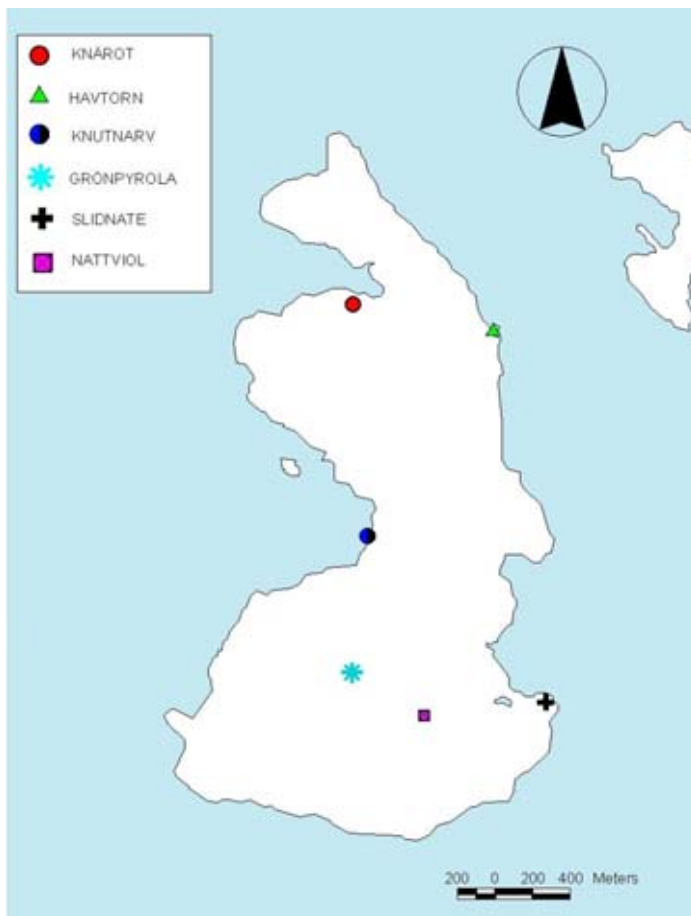 KNÄROT
HAVTORN
KNUTNARV
GRÖNPYROLA
SLIDNATE
NATTVIOL
200 0 200 400 Meters